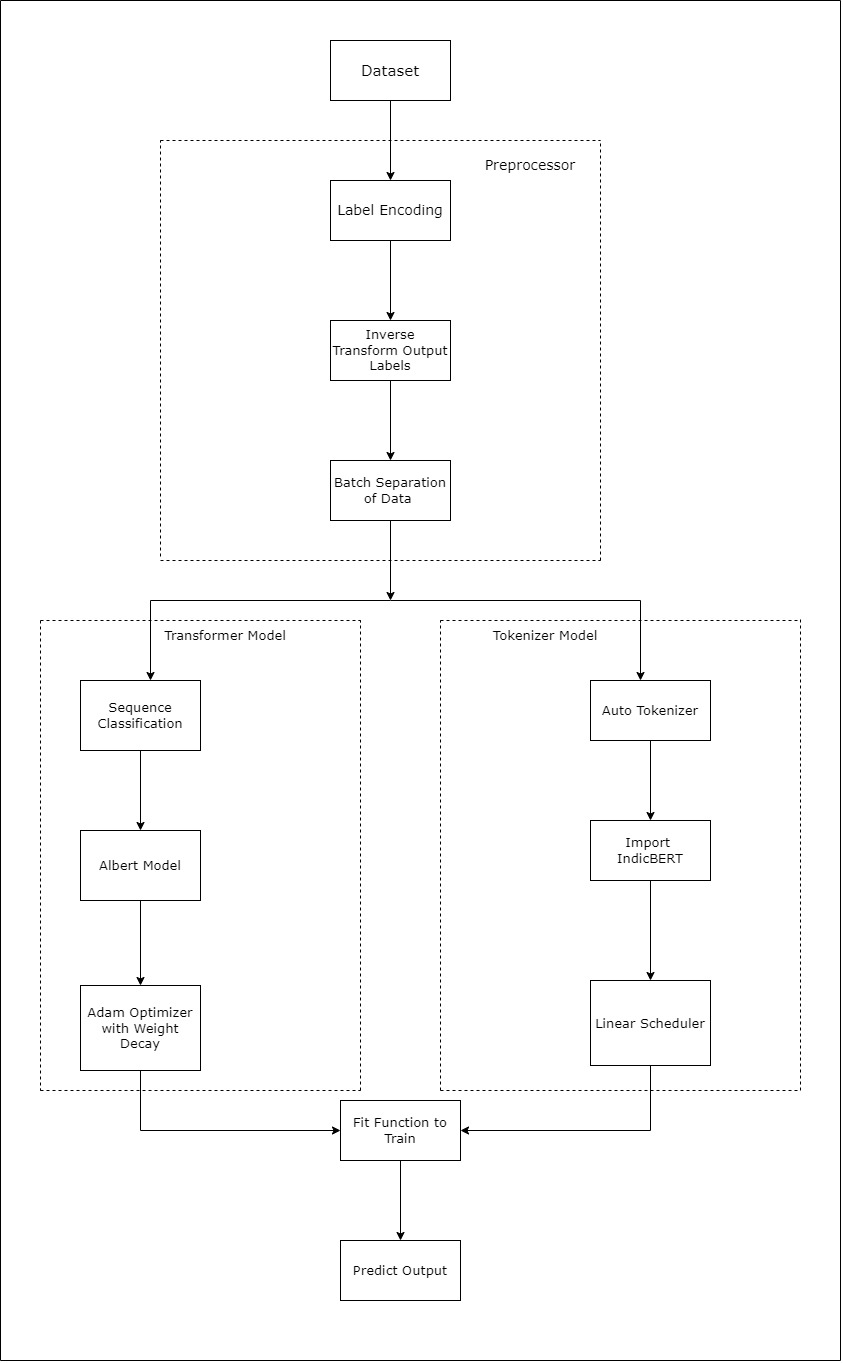 Dataset
Preprocessor
Label Encoding
Inverse
Transform Output
Labels
Batch Separation
of Data
Transformer Model
Tokenizer Model
Sequence
Classification
Auto Tokenizer
Albert Model
Import
IndicBERT
Adam Optimizer
with Weight
Decay
Linear Scheduler
Fit Function to
Train
Predict Output